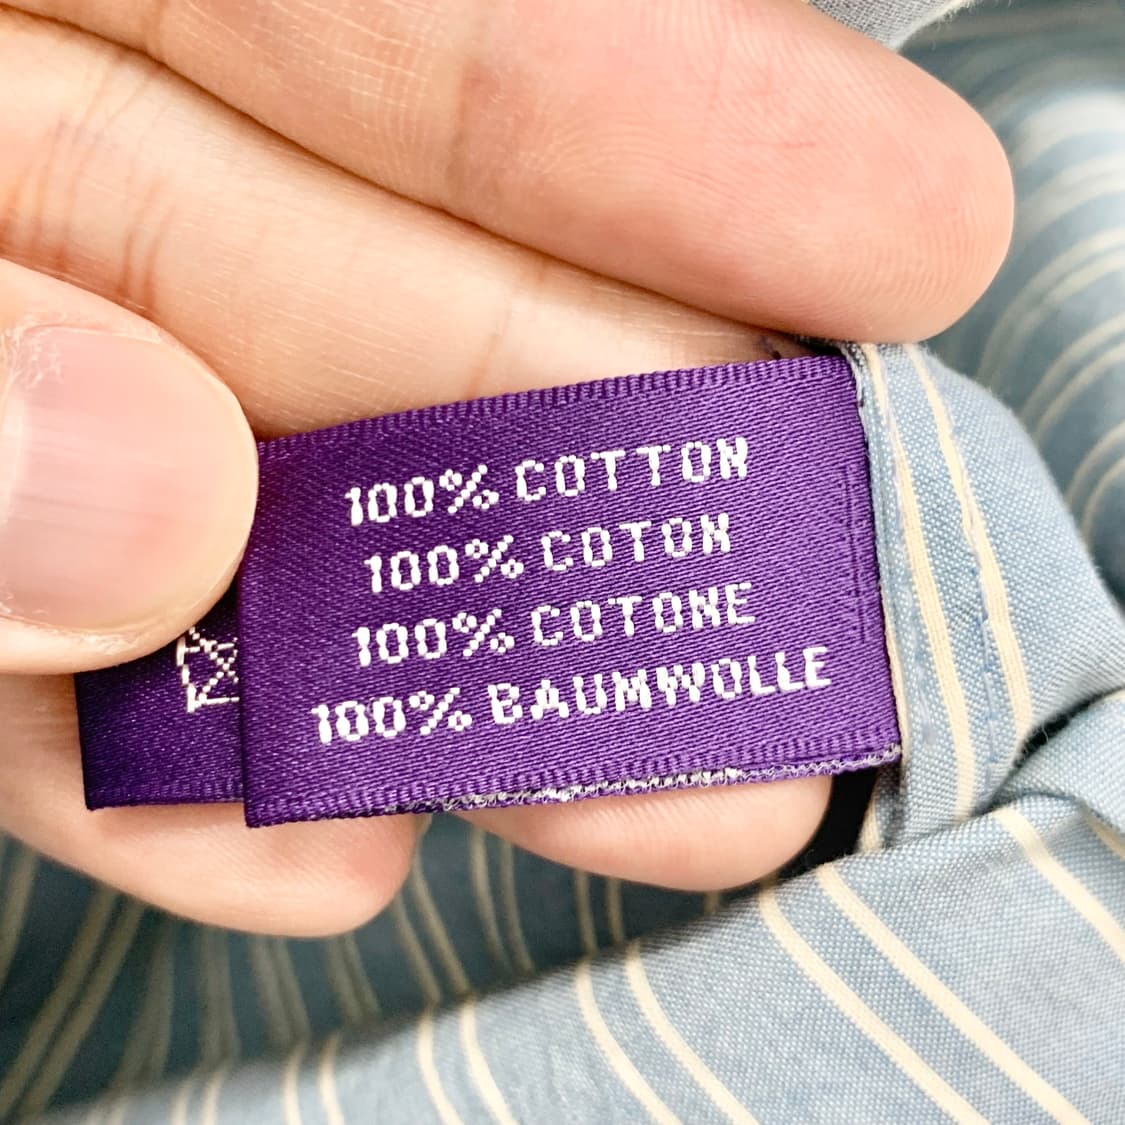 100% COTTON
100% COTON
100% COTONE
100% BAUMWOLLE